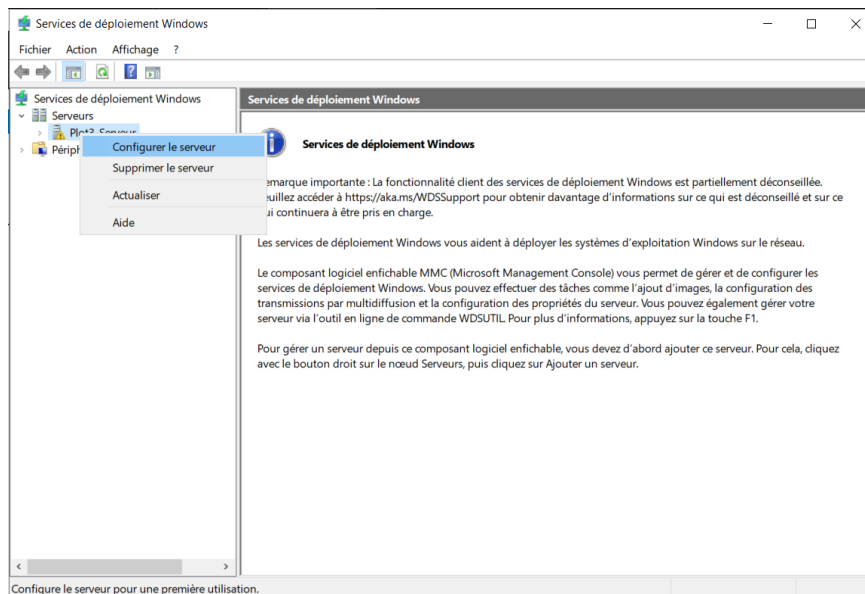 Services de déploiement Windows
Fichier Action Affichage ?
Services de déploiement Windows
Serveurs
Plot3-Serveur
Périph
Configurer le serveur
Supprimer le serveur
Actualiser
Aide
Services de déploiement Windows
Services de déploiement Windows
emarque importante : La fonctionnalité client des services de déploiement Windows est partiellement déconseillée.
euillez accéder à https://aka.ms/WDSSupport pour obtenir davantage d'informations sur ce qui est déconseillé et sur ce
ui continuera à être pris en charge.
Les services de déploiement Windows vous aident à déployer les systèmes d'exploitation Windows sur le réseau.
Le composant logiciel enfichable MMC (Microsoft Management Console) vous permet de gérer et de configurer les
services de déploiement Windows. Vous pouvez effectuer des tâches comme l'ajout d'images, la configuration des
transmissions par multidiffusion et la configuration des propriétés du serveur. Vous pouvez également gérer votre
serveur via l'outil en ligne de commande WDSUTIL. Pour plus d'informations, appuyez sur la touche F1.
Pour gérer un serveur depuis ce composant logiciel enfichable, vous devez d'abord ajouter ce serveur. Pour cela, cliquez
avec le bouton droit sur le nœud Serveurs, puis cliquez sur Ajouter un serveur.
Configure le serveur pour une première utilisation.